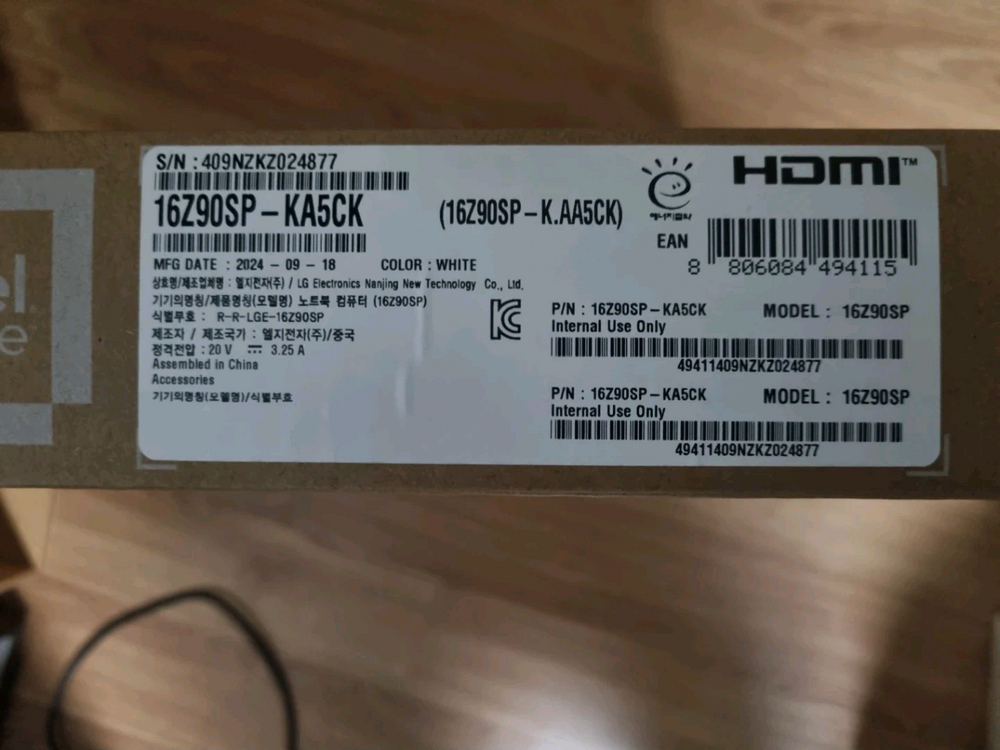 S/N : 409NZKZ024877
16Z90SP – KA5CK
(16Z90SP – K.AA5CK)
에너지절약
HDMI™
EAN
8 806084 494115
MFG DATE : 2024 - 09 - 18 COLOR : WHITE
상호명/제조업체명 : 엘지전자(주) / LG Electronics Nanjing New Technology Co., Ltd.
기기의명칭/제품명칭(모델명) 노트북 컴퓨터 (16Z90SP)
식별부호 : R-R-LGE-16Z90SP
제조자 / 제조국가 : 엘지전자(주)/중국
정격전압 : 20 V ⎓ 3.25 A
Assembled in China
Accessories
기기의명칭(모델명)/식별부호
P/N : 16Z90SP – KA5CK MODEL : 16Z90SP
Internal Use Only
49411409NZKZ024877
P/N : 16Z90SP – KA5CK MODEL : 16Z90SP
Internal Use Only
49411409NZKZ024877